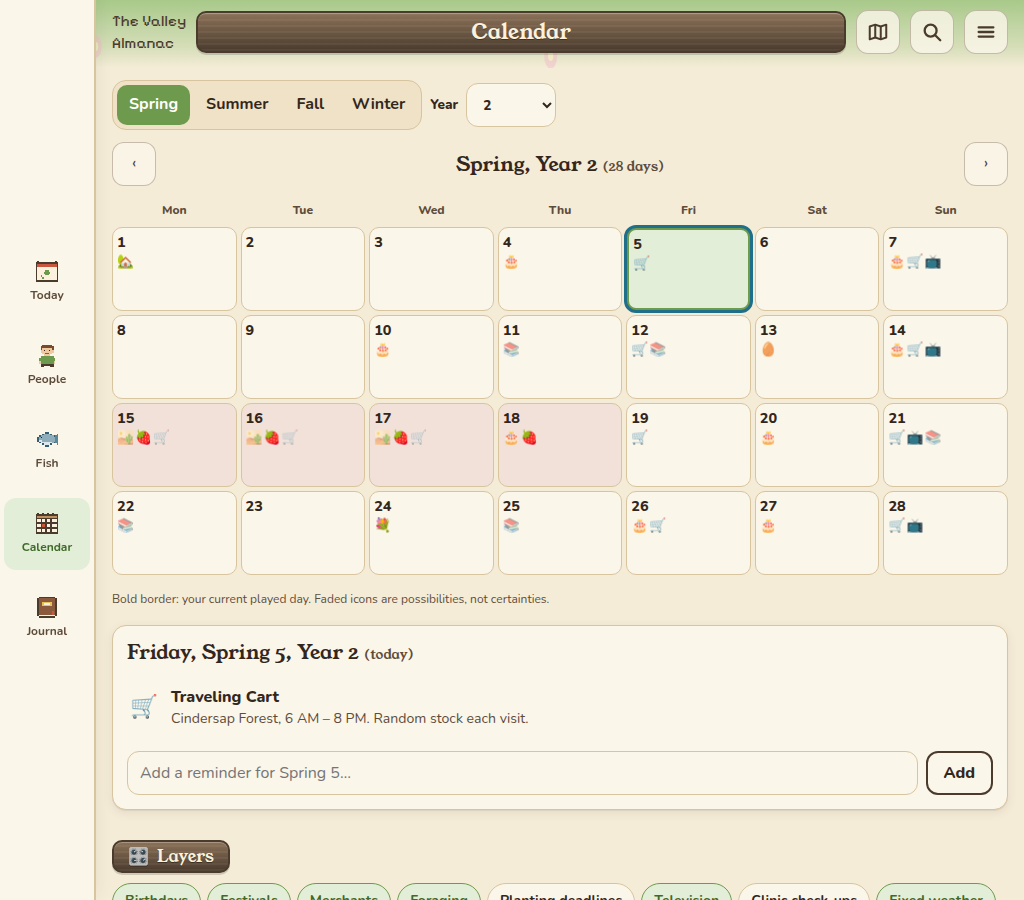 The Valley
Almanac
Calendar
Spring Summer Fall Winter Year 2
‹ Spring, Year 2 (28 days) ›
Mon Tue Wed Thu Fri Sat Sun
1 2 3 4 5 6 7
8 9 10 11 12 13 14
15 16 17 18 19 20 21
22 23 24 25 26 27 28
Bold border: your current played day. Faded icons are possibilities, not certainties.
Friday, Spring 5, Year 2 (today)
Traveling Cart
Cindersap Forest, 6 AM – 8 PM. Random stock each visit.
Add a reminder for Spring 5... Add
Layers
Birthdays Festivals Merchants Foraging Planting deadlines Television Clinic check-ups Fixed weather
Today
People
Fish
Calendar
Journal